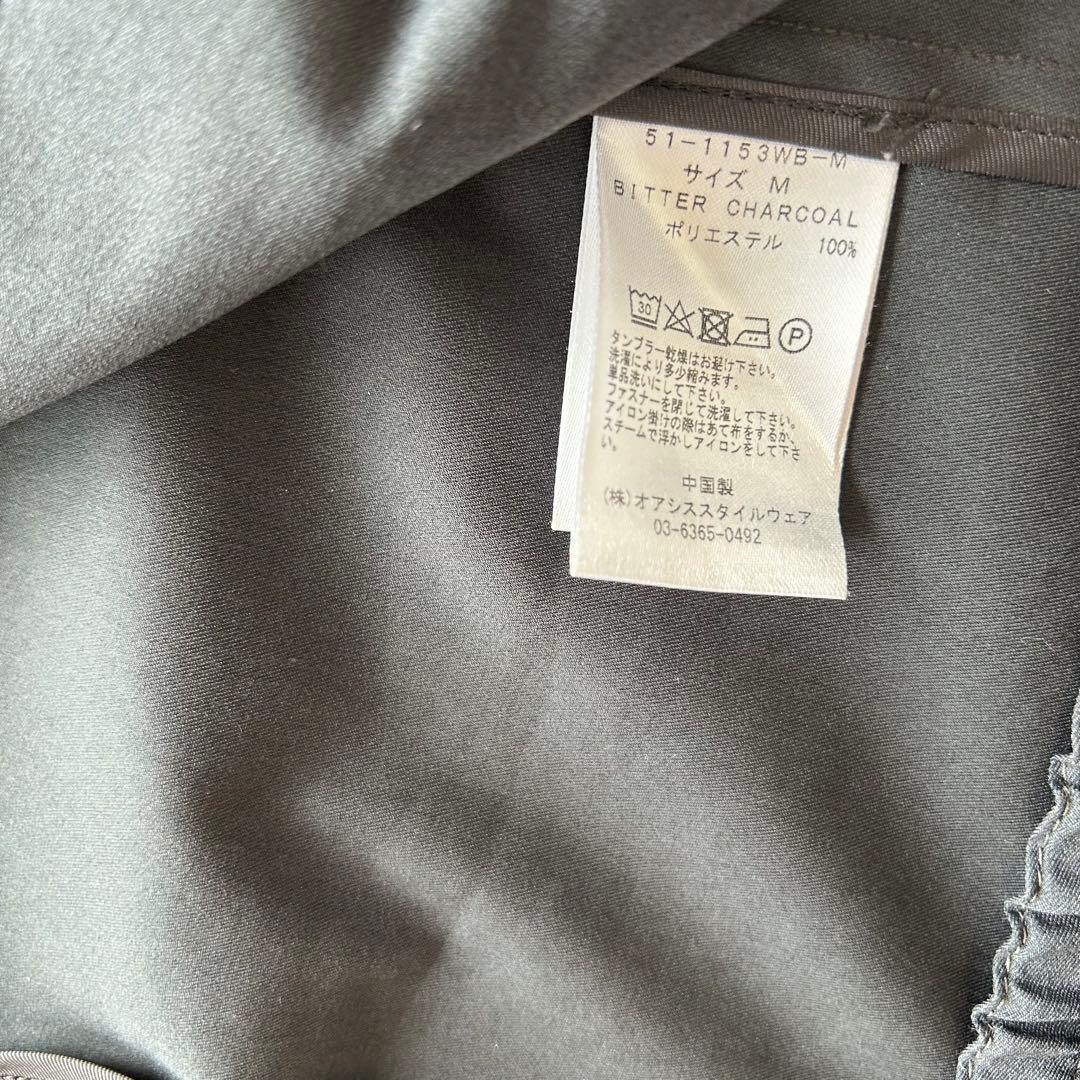 51-1153WB-M
サイズ M
BITTER CHARCOAL
ポリエステル 100%
30 P
タンブラー乾燥はお避け下さい。
洗濯により多少縮みます。
単品洗いにして下さい。
ファスナーを閉じて洗濯して下さい。
アイロン掛けの際はあて布をするか、
スチームで浮かしアイロンをして下さ
い。
中国製
(株)オアシススタイルウェア
03-6365-0492